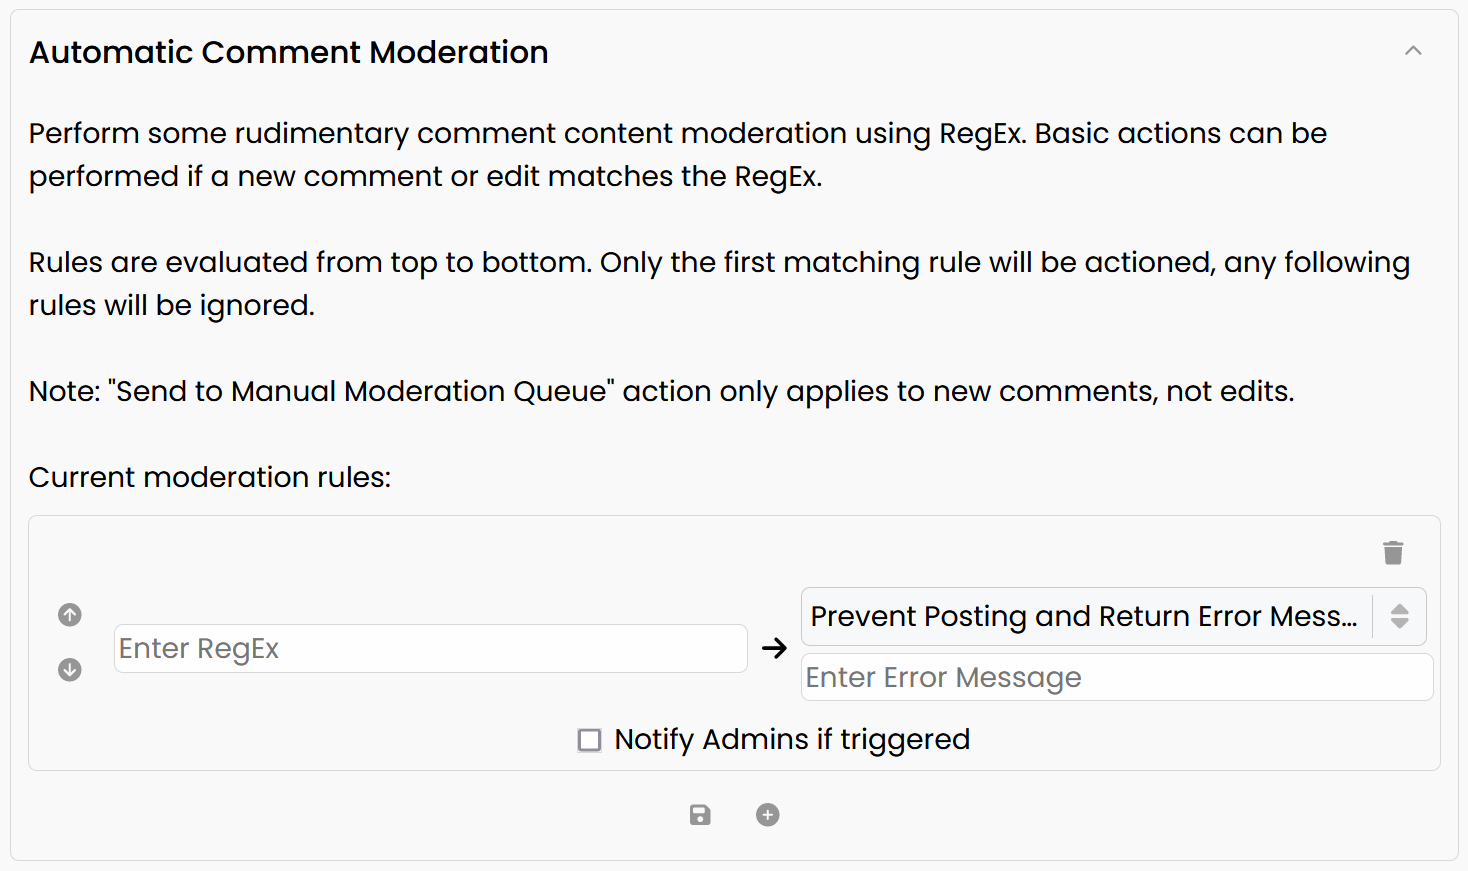 Automatic Comment Moderation
Perform some rudimentary comment content moderation using RegEx. Basic actions can be
performed if a new comment or edit matches the RegEx.
Rules are evaluated from top to bottom. Only the first matching rule will be actioned, any following
rules will be ignored.
Note: "Send to Manual Moderation Queue" action only applies to new comments, not edits.
Current moderation rules:
Enter RegEx
Prevent Posting and Return Error Mess...
Enter Error Message
Notify Admins if triggered